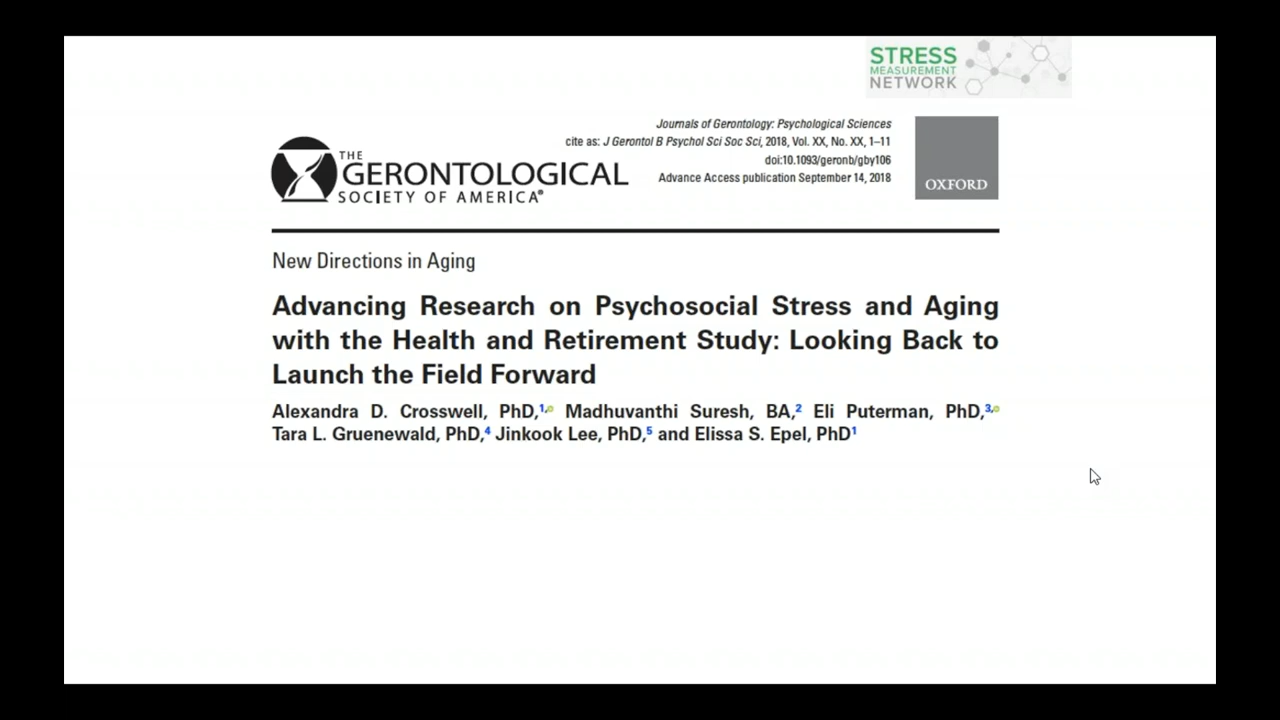 STRESS
MEASUREMENT
NETWORK
Journals of Gerontology: Psychological Sciences
cite as: J Gerontol B Psychol Sci Soc Sci, 2018, Vol. XX, No. XX, 1–11
doi:10.1093/geronb/gby106
Advance Access publication September 14, 2018
THE
GERONTOLOGICAL
SOCIETY OF AMERICA®
OXFORD
New Directions in Aging
Advancing Research on Psychosocial Stress and Aging
with the Health and Retirement Study: Looking Back to
Launch the Field Forward
Alexandra D. Crosswell, PhD,1, Madhuvanthi Suresh, BA,2 Eli Puterman, PhD,3,
Tara L. Gruenewald, PhD,4 Jinkook Lee, PhD,5 and Elissa S. Epel, PhD1